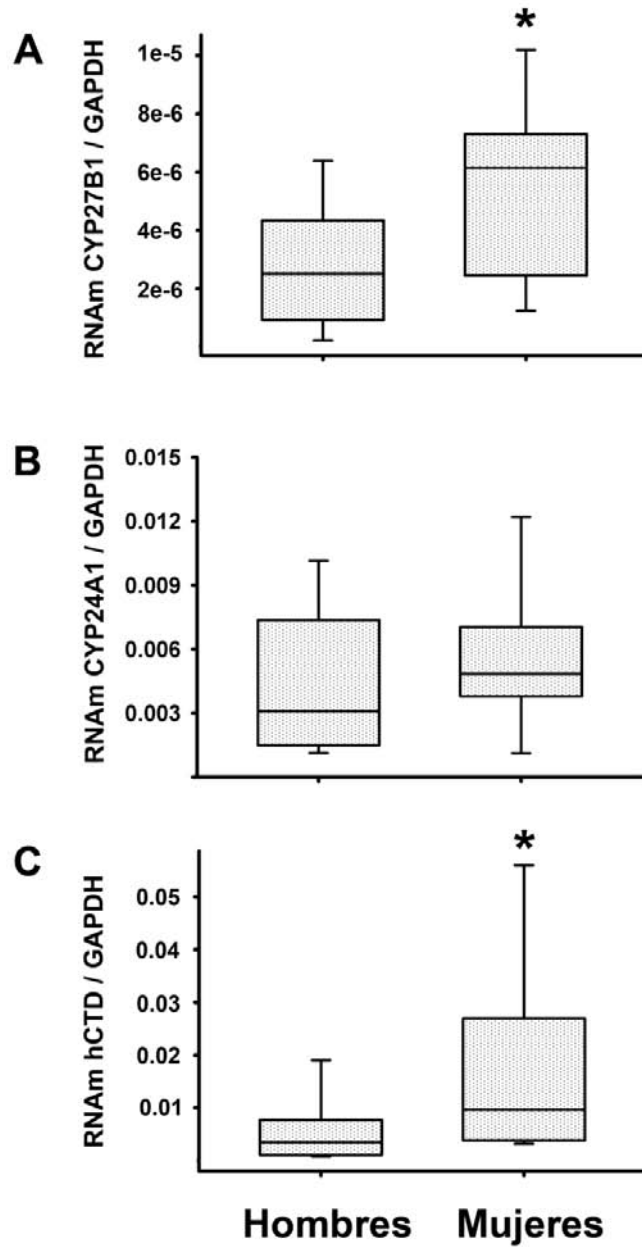 *
A
1e-5
8e-6
6e-6
4e-6
2e-6
RNAm CYP27B1 / GAPDH
B
0.015
0.012
0.009
0.006
0.003
RNAm CYP24A1 / GAPDH
*
C
0.05
0.04
0.03
0.02
0.01
RNAm hCTD / GAPDH
Hombres Mujeres